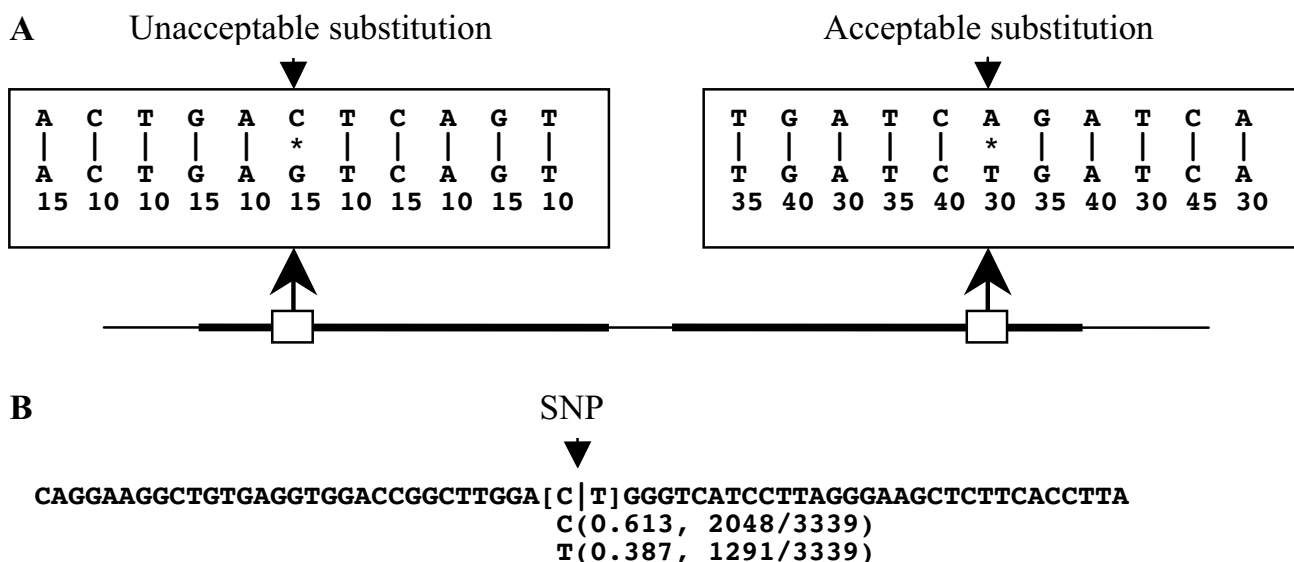 A Unacceptable substitution Acceptable substitution
A C T G A C T C A G T T G A T C A G A T C A
| | | | | * | | | | | | | | | | * | | | | |
A C T G A G T C A G T T G A T C T G A T C A
15 10 10 15 10 15 10 15 10 15 10 35 40 30 35 40 30 35 40 30 45 30
B SNP
CAGGAAGGCTGTGAGGTGGACCGGCTTGGA[C|T]GGGTCATCCTTAGGGAAGCTCTTCACCTTA
C(0.613, 2048/3339)
T(0.387, 1291/3339)